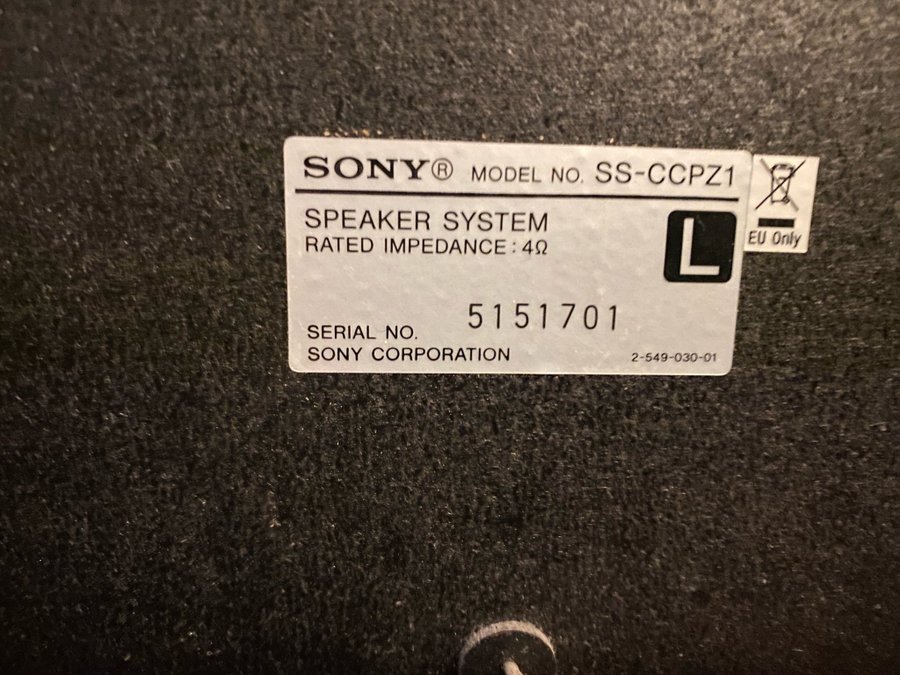 SONY® MODEL NO. SS-CCPZ1
SPEAKER SYSTEM
RATED IMPEDANCE : 4Ω
L
EU Only
SERIAL NO. 5151701
SONY CORPORATION 2-549-030-01